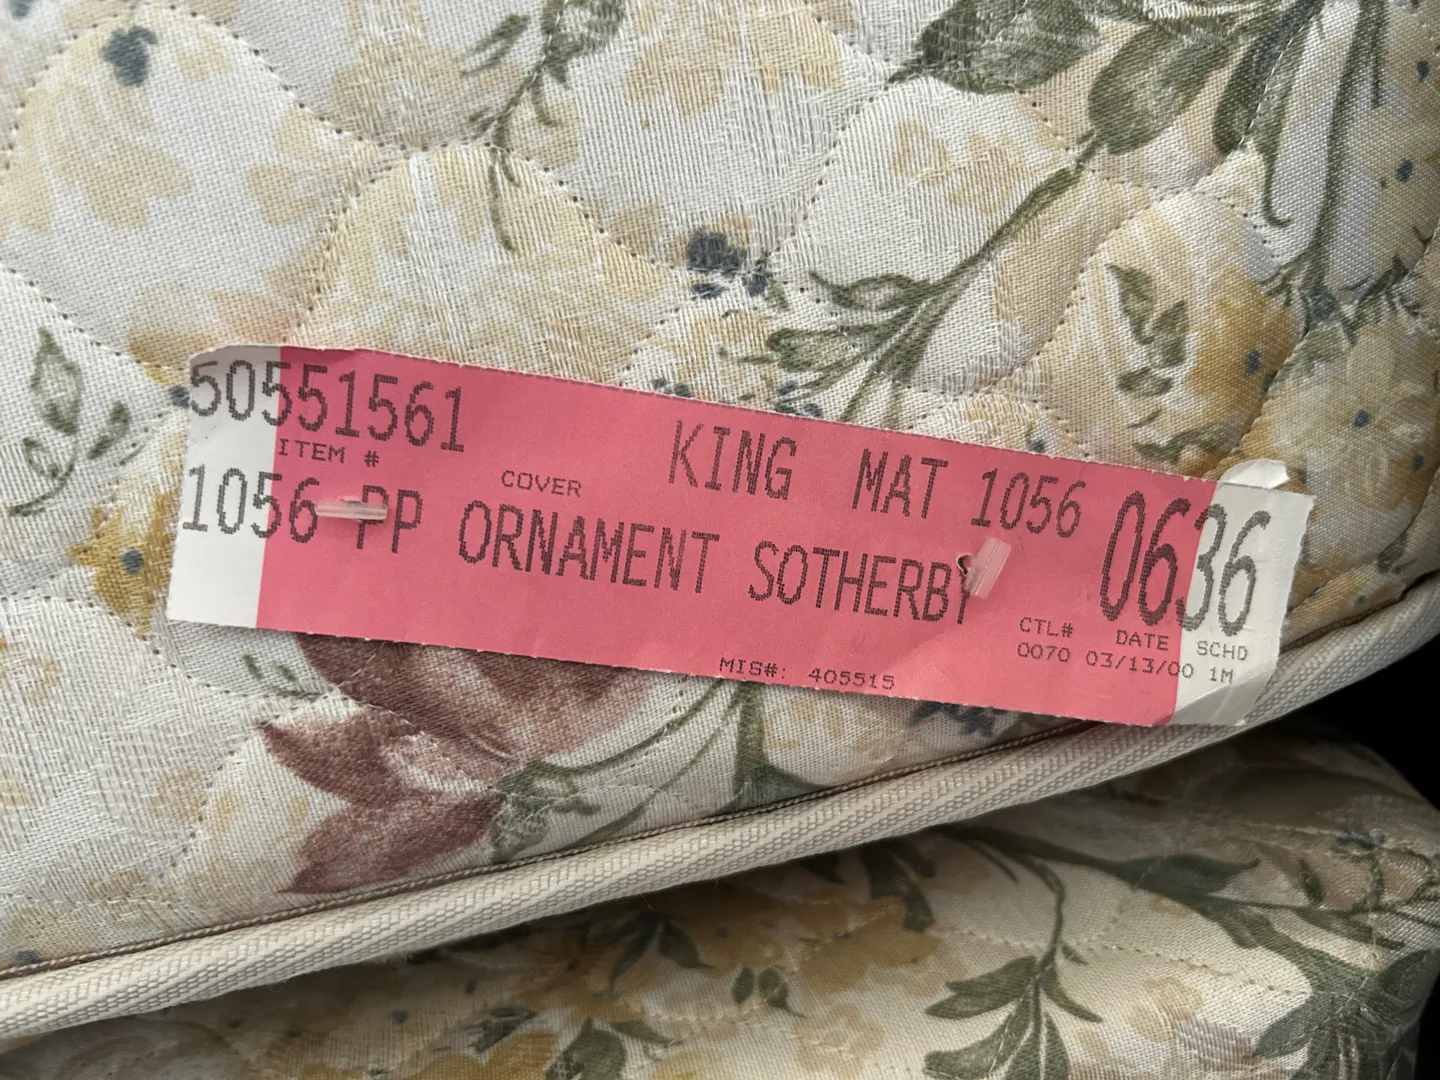 50551561
ITEM # COVER KING MAT 1056 0636
1056 PP ORNAMENT SOTHERBY
CTL# DATE SCHD
0070 03/13/00 1M
MIS#: 405515